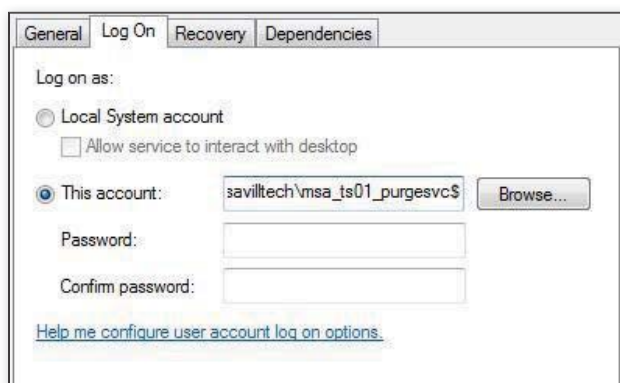 General Log On Recovery Dependencies
Log on as:
Local System account
Allow service to interact with desktop
This account: savilltech\msa_ts01_purgesvc$ Browse...
Password:
Confirm password:
Help me configure user account log on options.